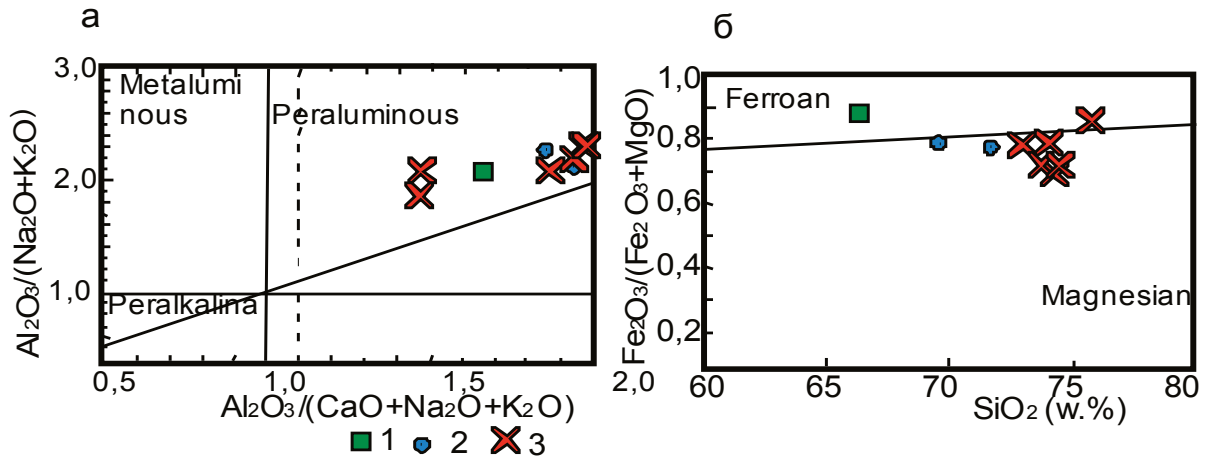 а
3,0
Metalumi
nous
Peraluminous
2,0
1,0
Peralkalina
Al2O3/(Na2O+K2O)
0,5
1,0
1,5
2,0
Al2O3/(CaO+Na2O+K2O)
1 2 3
б
1,0
Ferroan
0,8
0,6
0,4
0,2
Magnesian
Fe2O3/(Fe2O3+MgO)
60
65
70
75
80
SiO2 (w.%)